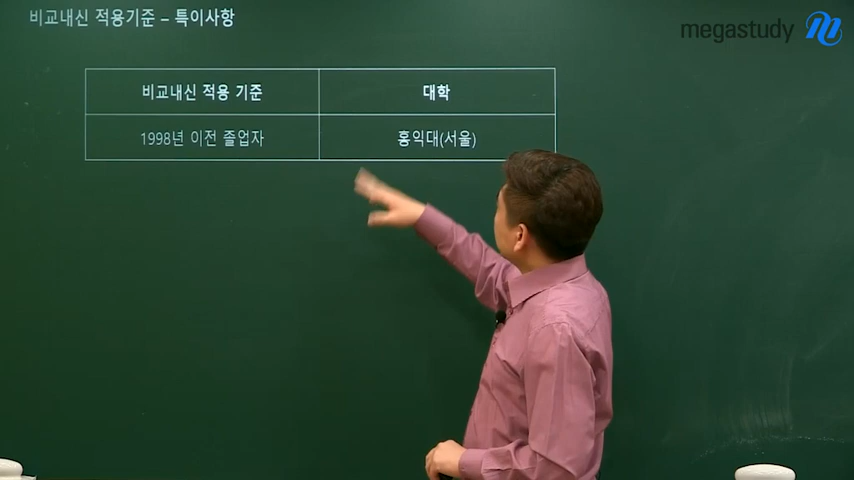 비교내신 적용기준 – 특이사항
megastudy
비교내신 적용 기준
대학
1998년 이전 졸업자
홍익대(서울)